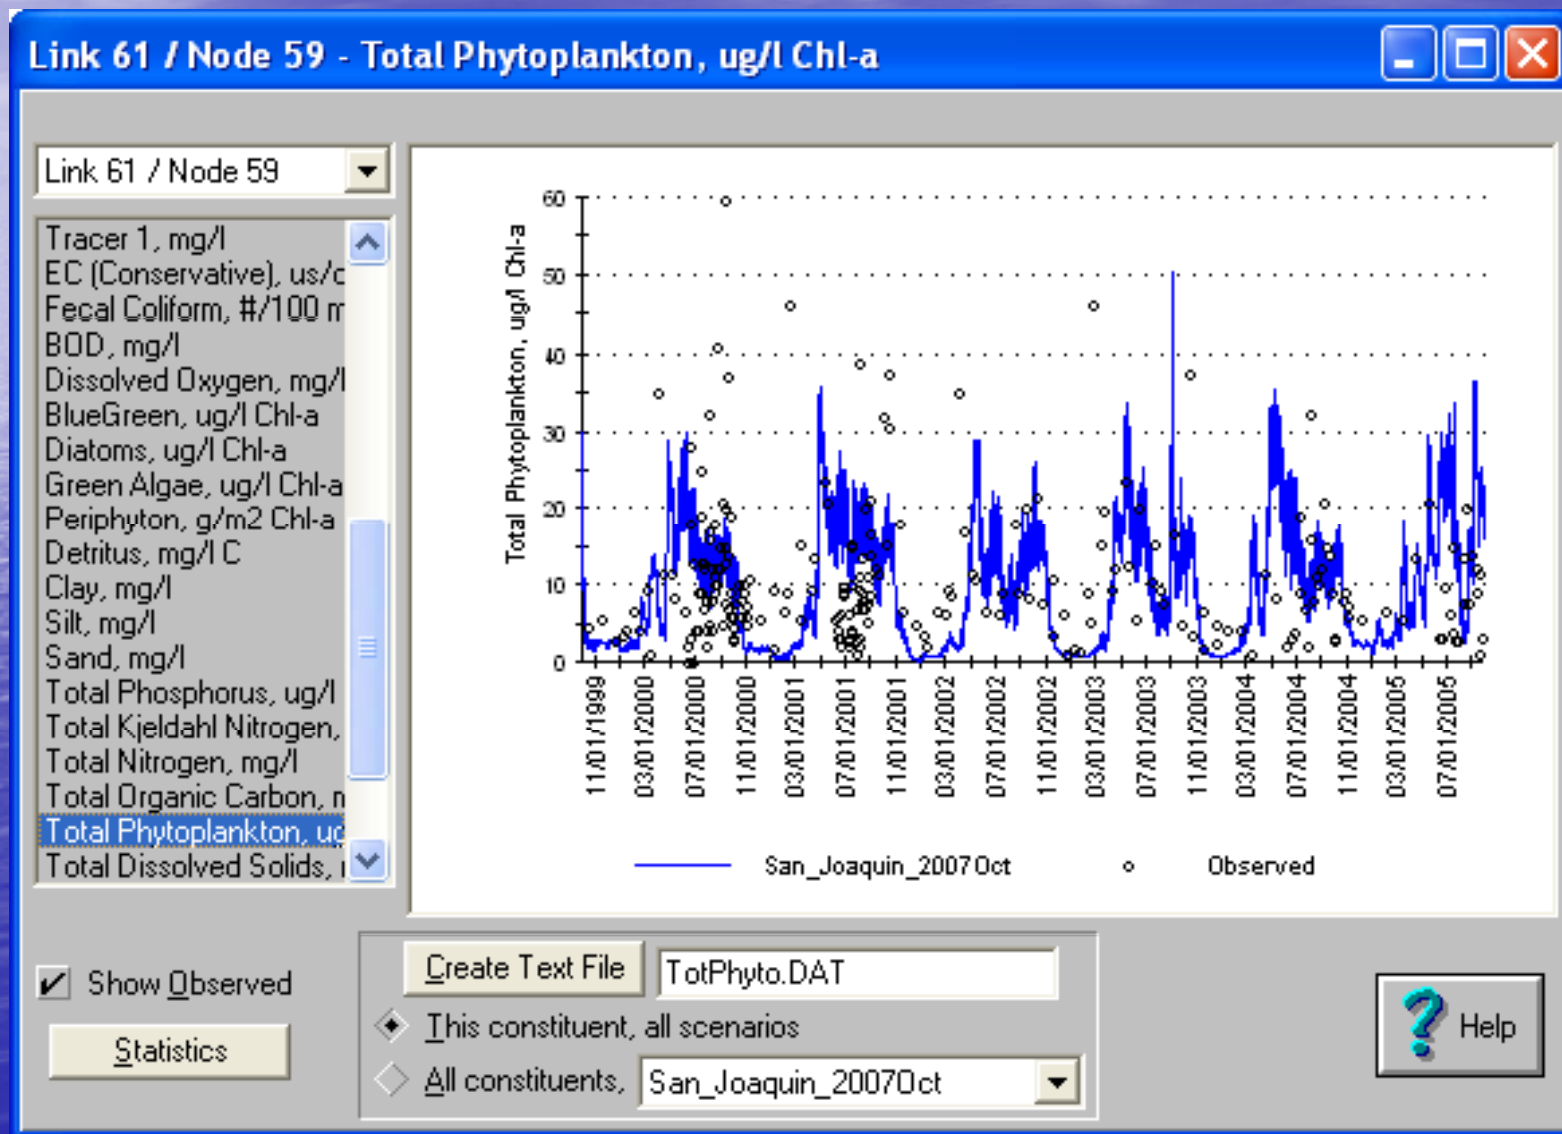 Link 61 / Node 59 - Total Phytoplankton, ug/l Chl-a
Link 61 / Node 59
Tracer 1, mg/l
EC (Conservative), us/c
Fecal Coliform, #/100 m
BOD, mg/l
Dissolved Oxygen, mg/l
BlueGreen, ug/l Chl-a
Diatoms, ug/l Chl-a
Green Algae, ug/l Chl-a
Periphyton, g/m2 Chl-a
Detritus, mg/l C
Clay, mg/l
Silt, mg/l
Sand, mg/l
Total Phosphorus, ug/l
Total Kjeldahl Nitrogen,
Total Nitrogen, mg/l
Total Organic Carbon, m
Total Phytoplankton, ug
Total Dissolved Solids, m
Total Phytoplankton, ug/l Chl-a
60
50
40
30
20
10
0
11/01/1999
03/01/2000
07/01/2000
11/01/2000
03/01/2001
07/01/2001
11/01/2001
03/01/2002
07/01/2002
11/01/2002
03/01/2003
07/01/2003
11/01/2003
03/01/2004
07/01/2004
11/01/2004
03/01/2005
07/01/2005
San_Joaquin_2007Oct
Observed
Show Observed
Statistics
Create Text File
TotPhyto.DAT
This constituent, all scenarios
All constituents,
San_Joaquin_2007Oct
Help